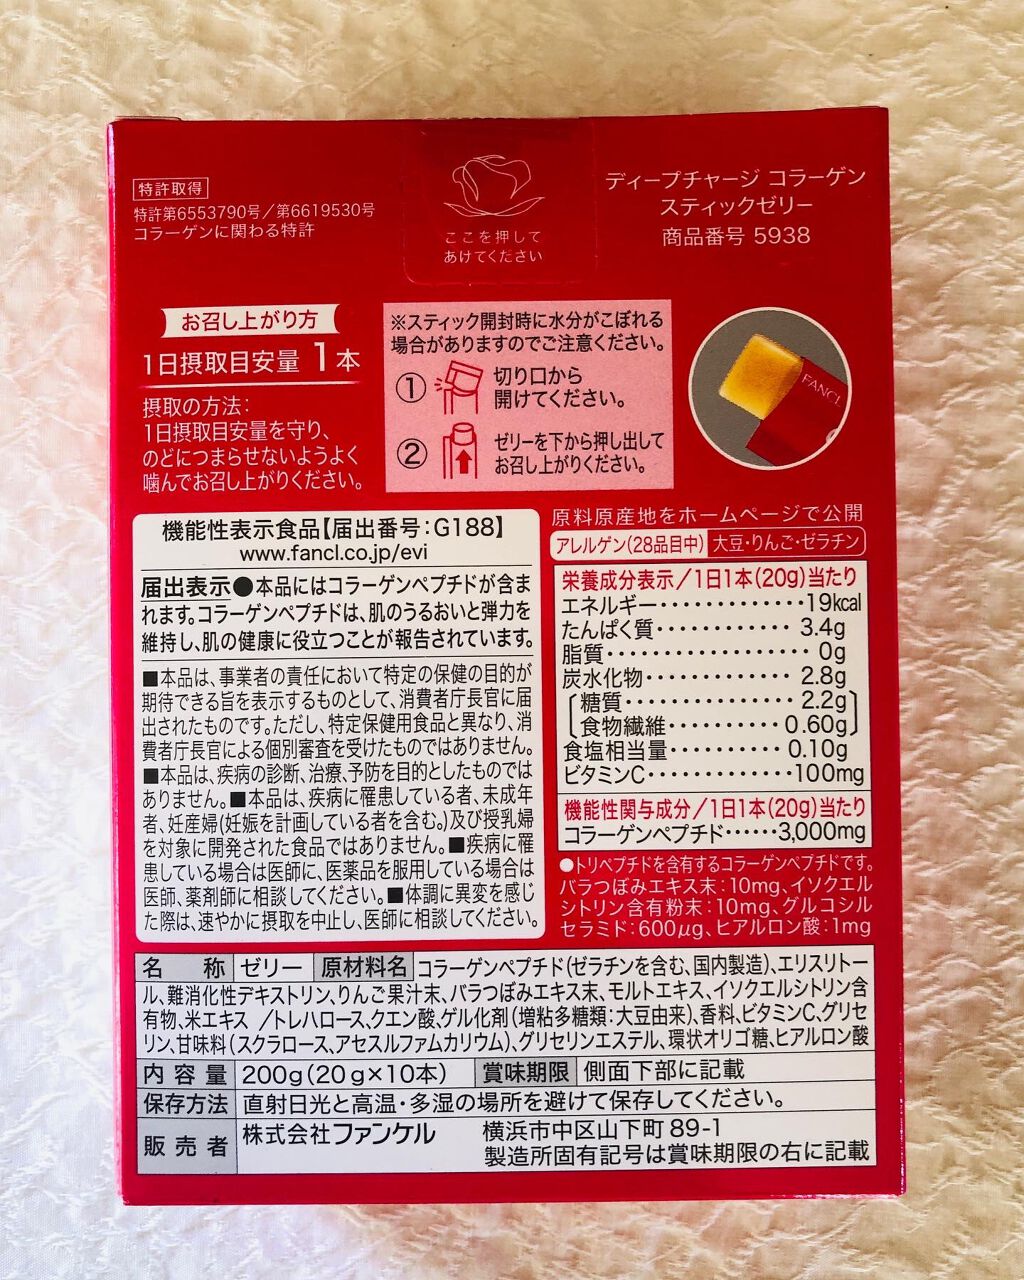 特許取得
特許第6553790号／第6619530号
コラーゲンに関わる特許
ここを押して
あけてください
ディープチャージ コラーゲン
スティックゼリー
商品番号 5938
お召し上がり方
1日摂取目安量 1本
摂取の方法：
1日摂取目安量を守り、
のどにつまらせないようよく
噛んでお召し上がりください。
※スティック開封時に水分がこぼれる
場合がありますのでご注意ください。
① 切り口から
開けてください。
② ゼリーを下から押し出して
お召し上がりください。
FANCL
機能性表示食品【届出番号：G188】
www.fancl.co.jp/evi
届出表示●本品にはコラーゲンペプチドが含ま
れます。コラーゲンペプチドは、肌のうるおいと弾力を
維持し、肌の健康に役立つことが報告されています。
■本品は、事業者の責任において特定の保健の目的が
期待できる旨を表示するものとして、消費者庁長官に届
出されたものです。ただし、特定保健用食品と異なり、消
費者庁長官による個別審査を受けたものではありません。
■本品は、疾病の診断、治療、予防を目的としたものでは
ありません。■本品は、疾病に罹患している者、未成年
者、妊産婦(妊娠を計画している者を含む。)及び授乳婦
を対象に開発された食品ではありません。■疾病に罹
患している場合は医師に、医薬品を服用している場合は
医師、薬剤師に相談してください。■体調に異変を感じ
た際は、速やかに摂取を中止し、医師に相談してください。
原料原産地をホームページで公開
アレルゲン(28品目中) 大豆・りんご・ゼラチン
栄養成分表示／1日1本(20g)当たり
エネルギー・・・・・・・・・・・・・19kcal
たんぱく質・・・・・・・・・・・・ 3.4g
脂質・・・・・・・・・・・・・・・・・・ 0g
炭水化物・・・・・・・・・・・・・ 2.8g
糖質・・・・・・・・・・・・・・・ 2.2g
食物繊維・・・・・・・・・・ 0.60g
食塩相当量・・・・・・・・・・ 0.10g
ビタミンC・・・・・・・・・・・・・100mg
機能性関与成分／1日1本(20g)当たり
コラーゲンペプチド・・・・・・3,000mg
●トリペプチドを含有するコラーゲンペプチドです。
バラつぼみエキス末：10mg、イソクエル
シトリン含有粉末：10mg、グルコシル
セラミド：600μg、ヒアルロン酸：1mg
名 称 ゼリー 原材料名 コラーゲンペプチド(ゼラチンを含む、国内製造)、エリスリトー
ル、難消化性デキストリン、りんご果汁末、バラつぼみエキス末、モルトエキス、イソクエルシトリン含
有物、米エキス ／トレハロース、クエン酸、ゲル化剤(増粘多糖類：大豆由来)、香料、ビタミンC、グリセ
リン、甘味料(スクラロース、アセスルファムカリウム)、グリセリンエステル、環状オリゴ糖、ヒアルロン酸
内 容 量 200g(20g×10本) 賞味期限 側面下部に記載
保存方法 直射日光と高温・多湿の場所を避けて保存してください。
販 売 者 株式会社ファンケル 横浜市中区山下町 89-1
製造所固有記号は賞味期限の右に記載